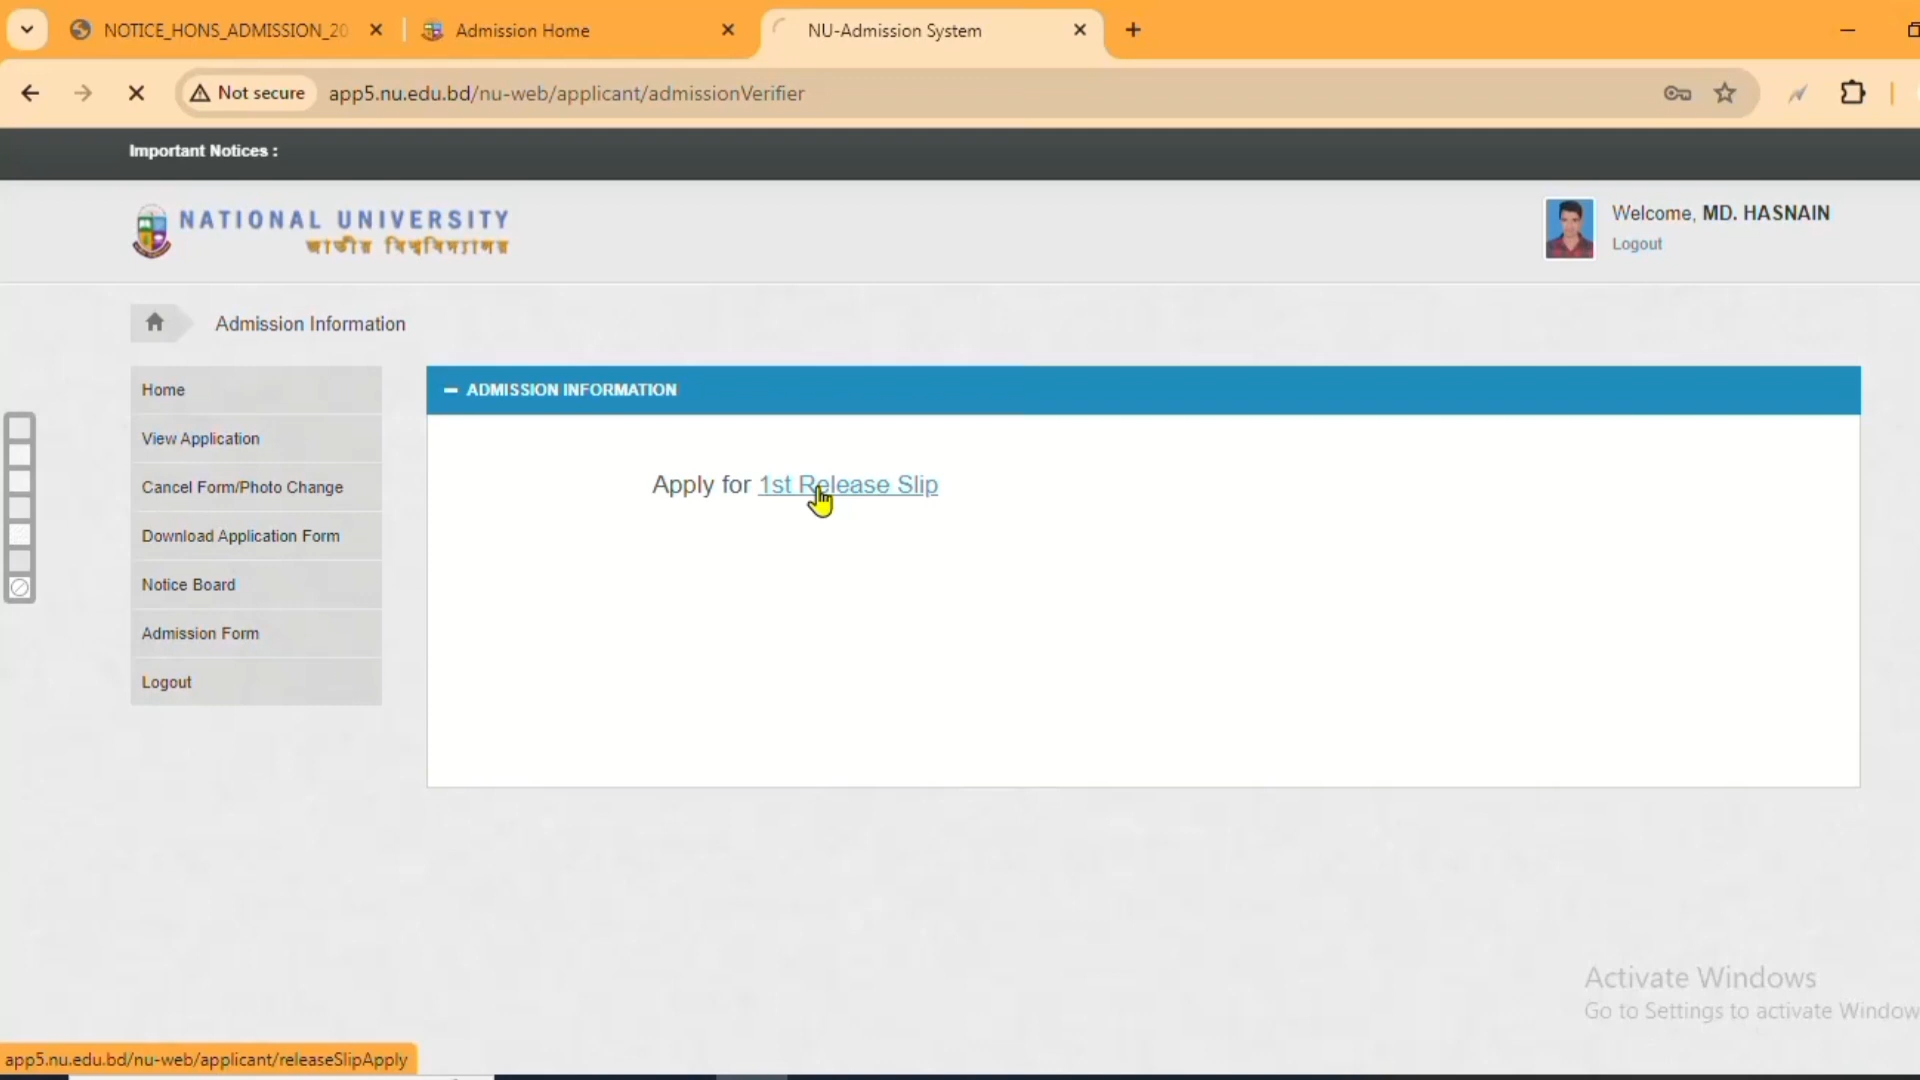 NOTICE_HONS_ADMISSION_20
Admission Home
NU-Admission System
Not secure
app5.nu.edu.bd/nu-web/applicant/admissionVerifier
Important Notices :
NATIONAL UNIVERSITY
জাতীয় বিশ্ববিদ্যালয়
Welcome, MD. HASNAIN
Logout
Admission Information
Home
View Application
Cancel Form/Photo Change
Download Application Form
Notice Board
Admission Form
Logout
ADMISSION INFORMATION
Apply for 1st Release Slip
Activate Windows
Go to Settings to activate Window
app5.nu.edu.bd/nu-web/applicant/releaseSlipApply